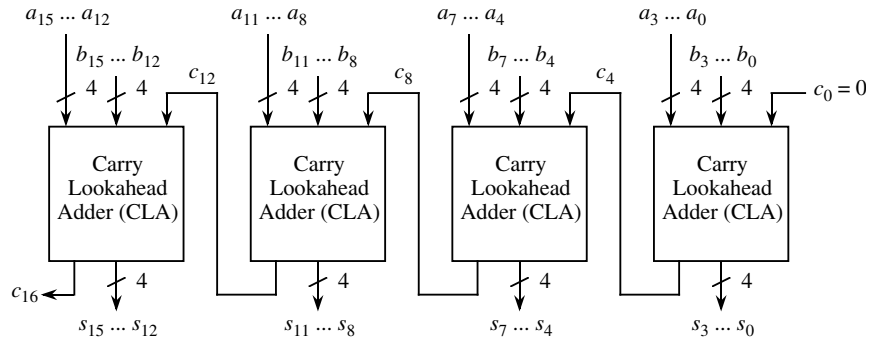 a₁₅ ... a₁₂ a₁₁ ... a₈ a₇ ... a₄ a₃ ... a₀
b₁₅ ... b₁₂ c₁₂ b₁₁ ... b₈ c₈ b₇ ... b₄ c₄ b₃ ... b₀
4 4 4 4 4 4 4 4 c₀ = 0
Carry Carry Carry Carry
Lookahead Lookahead Lookahead Lookahead
Adder (CLA) Adder (CLA) Adder (CLA) Adder (CLA)
c₁₆ 4 4 4 4
s₁₅ ... s₁₂ s₁₁ ... s₈ s₇ ... s₄ s₃ ... s₀